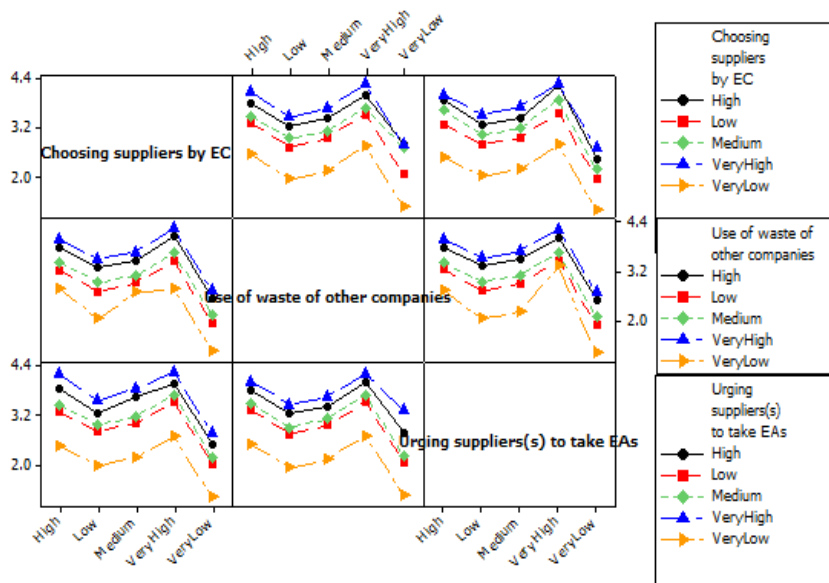 High
Low
Medium
VeryHigh
VeryLow
4.4
3.2
2.0
Choosing suppliers by EC
Use of waste of other companies
4.4
3.2
2.0
4.4
3.2
2.0
Urging suppliers(s) to take EAs
High
Low
Medium
VeryHigh
VeryLow
High
Low
Medium
VeryHigh
VeryLow
Choosing
suppliers
by EC
High
Low
Medium
VeryHigh
VeryLow
Use of waste of
other companies
High
Low
Medium
VeryHigh
VeryLow
Urging
suppliers(s)
to take EAs
High
Low
Medium
VeryHigh
VeryLow